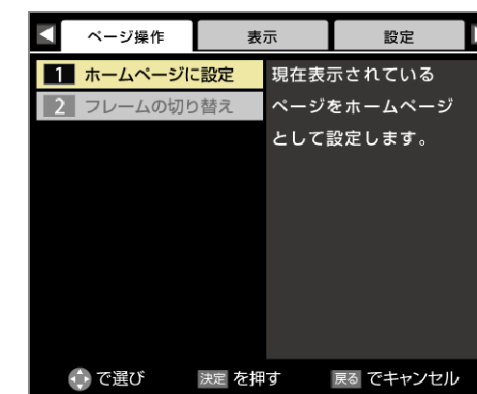 ページ操作 表示 設定
1 ホームページに設定
2 フレームの切り替え
現在表示されている
ページをホームページ
として設定します。
で選び 決定 を押す 戻る でキャンセル